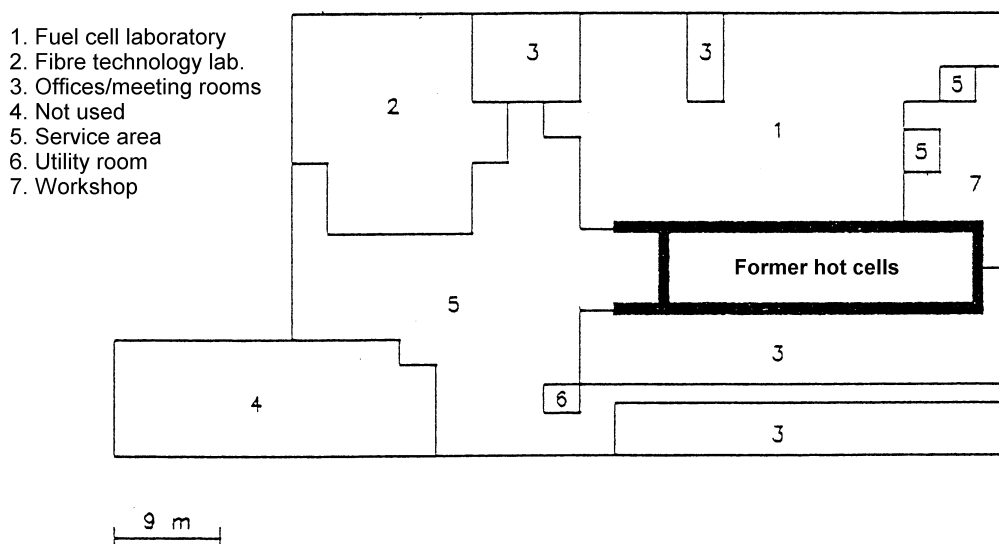 1. Fuel cell laboratory
2. Fibre technology lab.
3. Offices/meeting rooms
4. Not used
5. Service area
6. Utility room
7. Workshop
3
3
2
5
1
5
7
Former hot cells
5
3
6
4
3
9 m